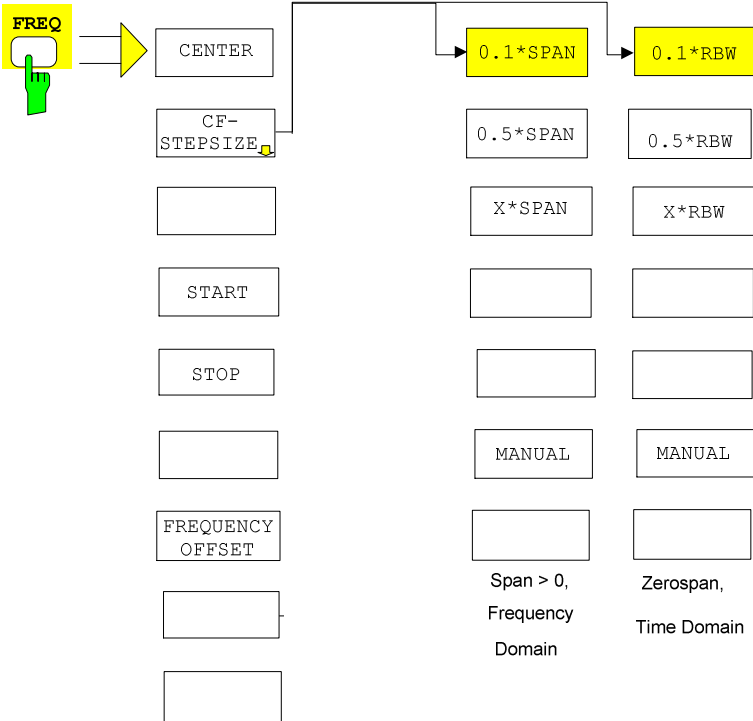 FREQ
CENTER
CF-
STEPSIZE
START
STOP
FREQUENCY
OFFSET
0.1*SPAN
0.5*SPAN
X*SPAN
MANUAL
Span > 0,
Frequency
Domain
0.1*RBW
0.5*RBW
X*RBW
MANUAL
Zerospan,
Time Domain